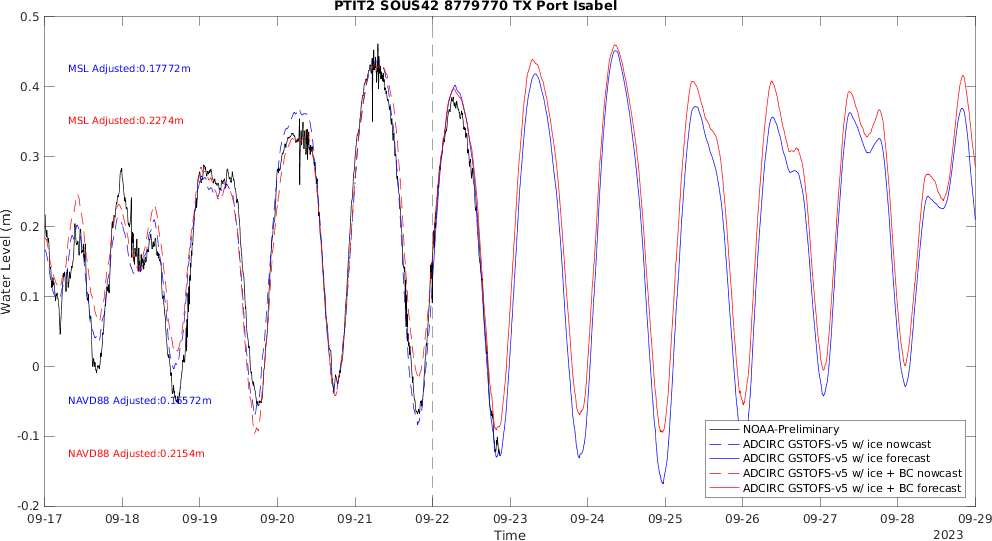 PTIT2 SOUS42 8779770 TX Port Isabel
0.5
0.4
0.3
0.2
0.1
0
-0.1
-0.2
Water Level (m)
MSL Adjusted:0.17772m
MSL Adjusted:0.2274m
NAVD88 Adjusted:0.16572m
NAVD88 Adjusted:0.2154m
NOAA-Preliminary
ADCIRC GSTOFS-v5 w/ ice nowcast
ADCIRC GSTOFS-v5 w/ ice forecast
ADCIRC GSTOFS-v5 w/ ice + BC nowcast
ADCIRC GSTOFS-v5 w/ ice + BC forecast
09-17 09-18 09-19 09-20 09-21 09-22 09-23 09-24 09-25 09-26 09-27 09-28 09-29
Time
2023